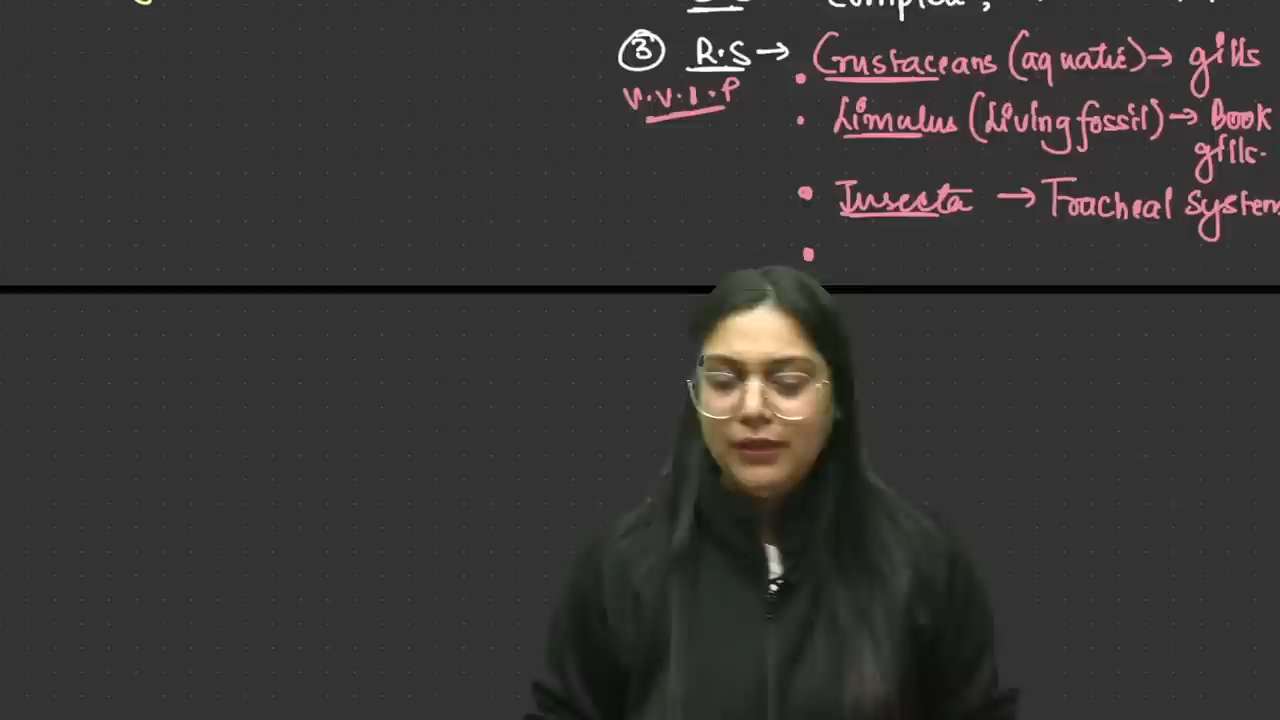 ③ R.S → • Crustaceans (aquatic) → gills
V.V.I.P
• Limulus (Living fossil) → Book
gills.
• Insecta → Tracheal System
•